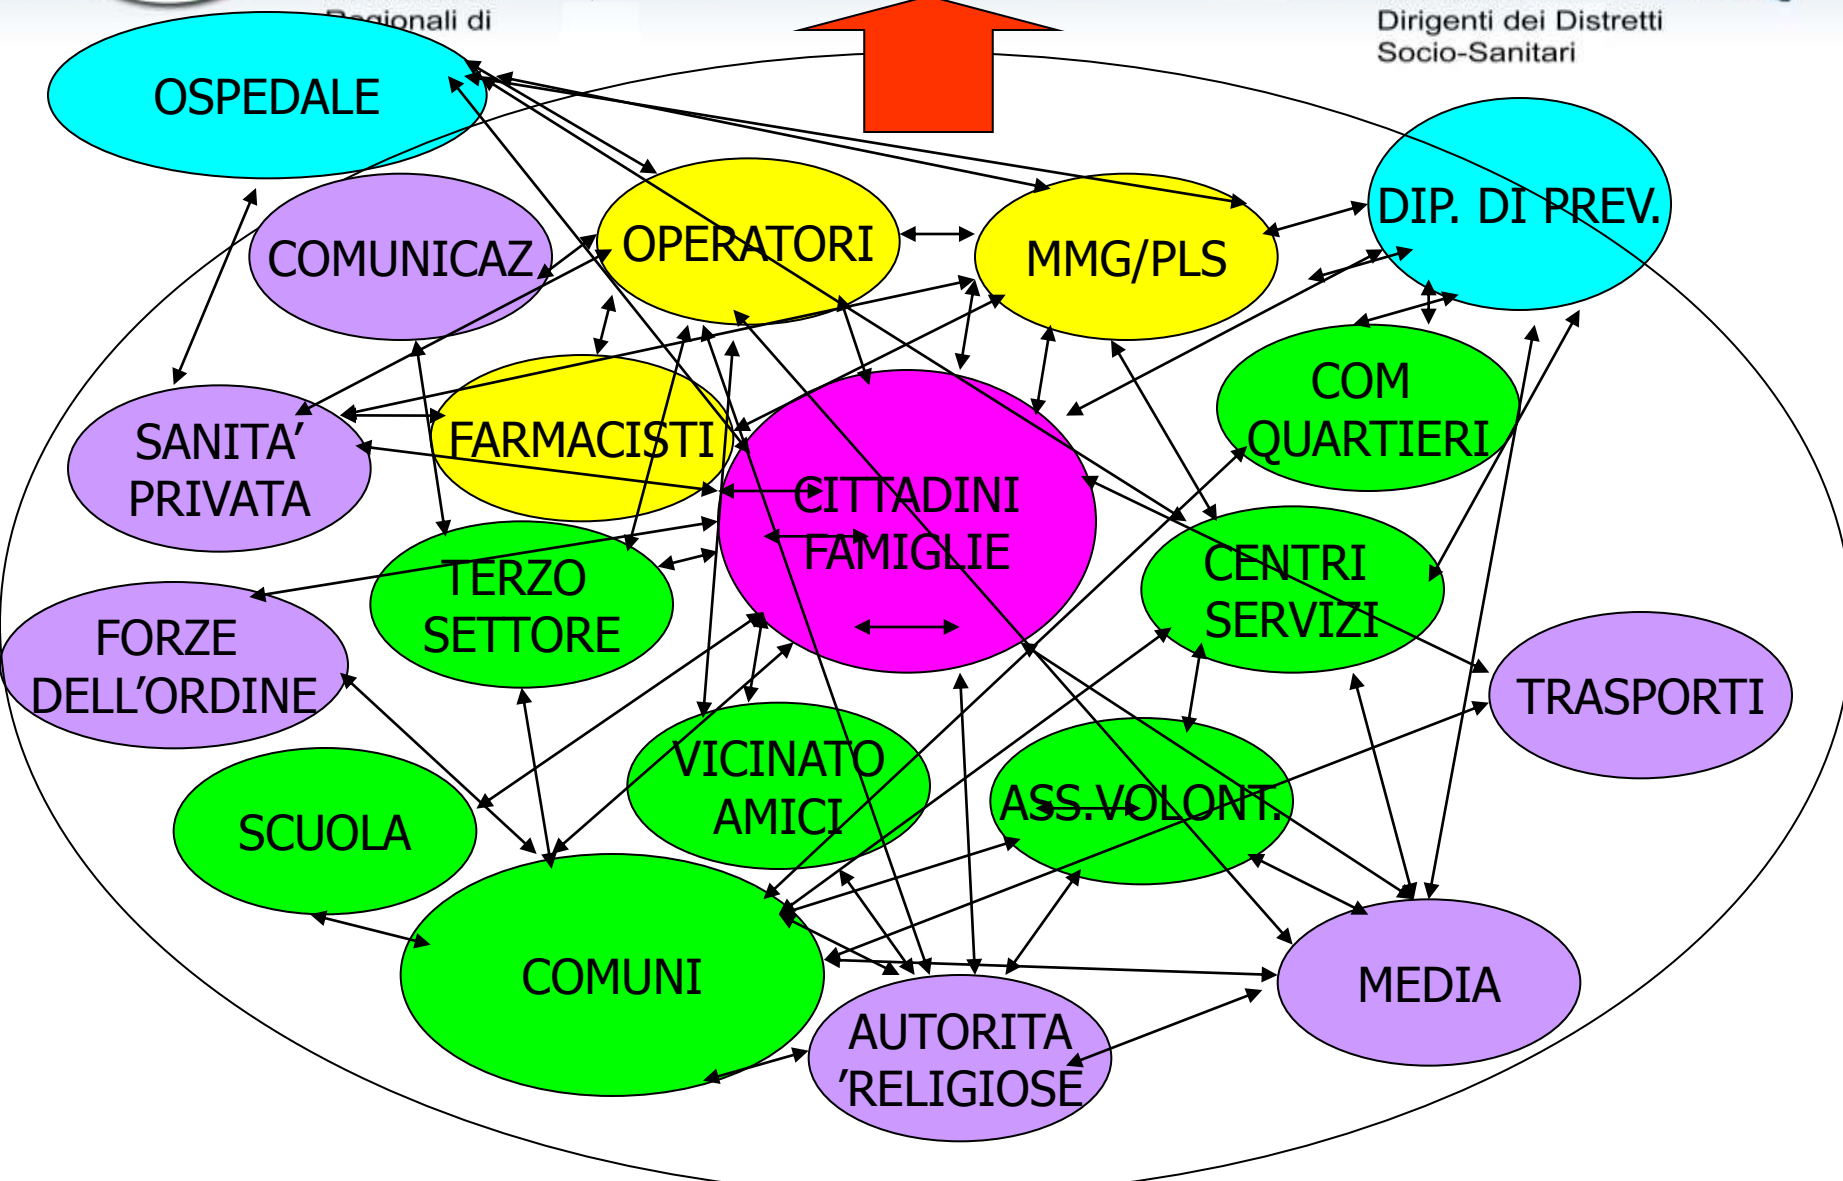 Regionali di
Dirigenti dei Distretti
Socio-Sanitari
OSPEDALE
DIP. DI PREV.
COMUNICAZ
OPERATORI
MMG/PLS
SANITA’
PRIVATA
FARMACISTI
COM
QUARTIERI
CITTADINI
FAMIGLIE
TERZO
SETTORE
CENTRI
SERVIZI
FORZE
DELL’ORDINE
TRASPORTI
SCUOLA
VICINATO
AMICI
ASS.VOLONT.
COMUNI
AUTORITA
’RELIGIOSE
MEDIA